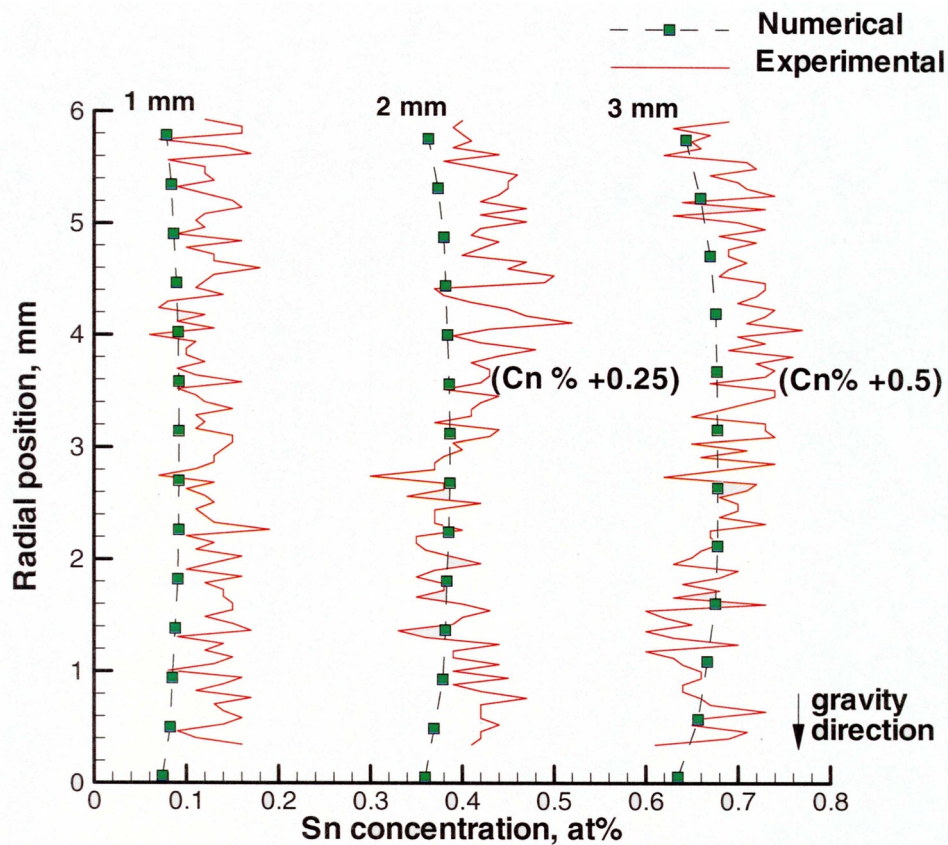 Numerical
Experimental
1 mm
2 mm
3 mm
6
5
4
3
2
1
0
Radial position, mm
(Cn % +0.25)
(Cn% +0.5)
gravity
direction
0 0.1 0.2 0.3 0.4 0.5 0.6 0.7 0.8
Sn concentration, at%